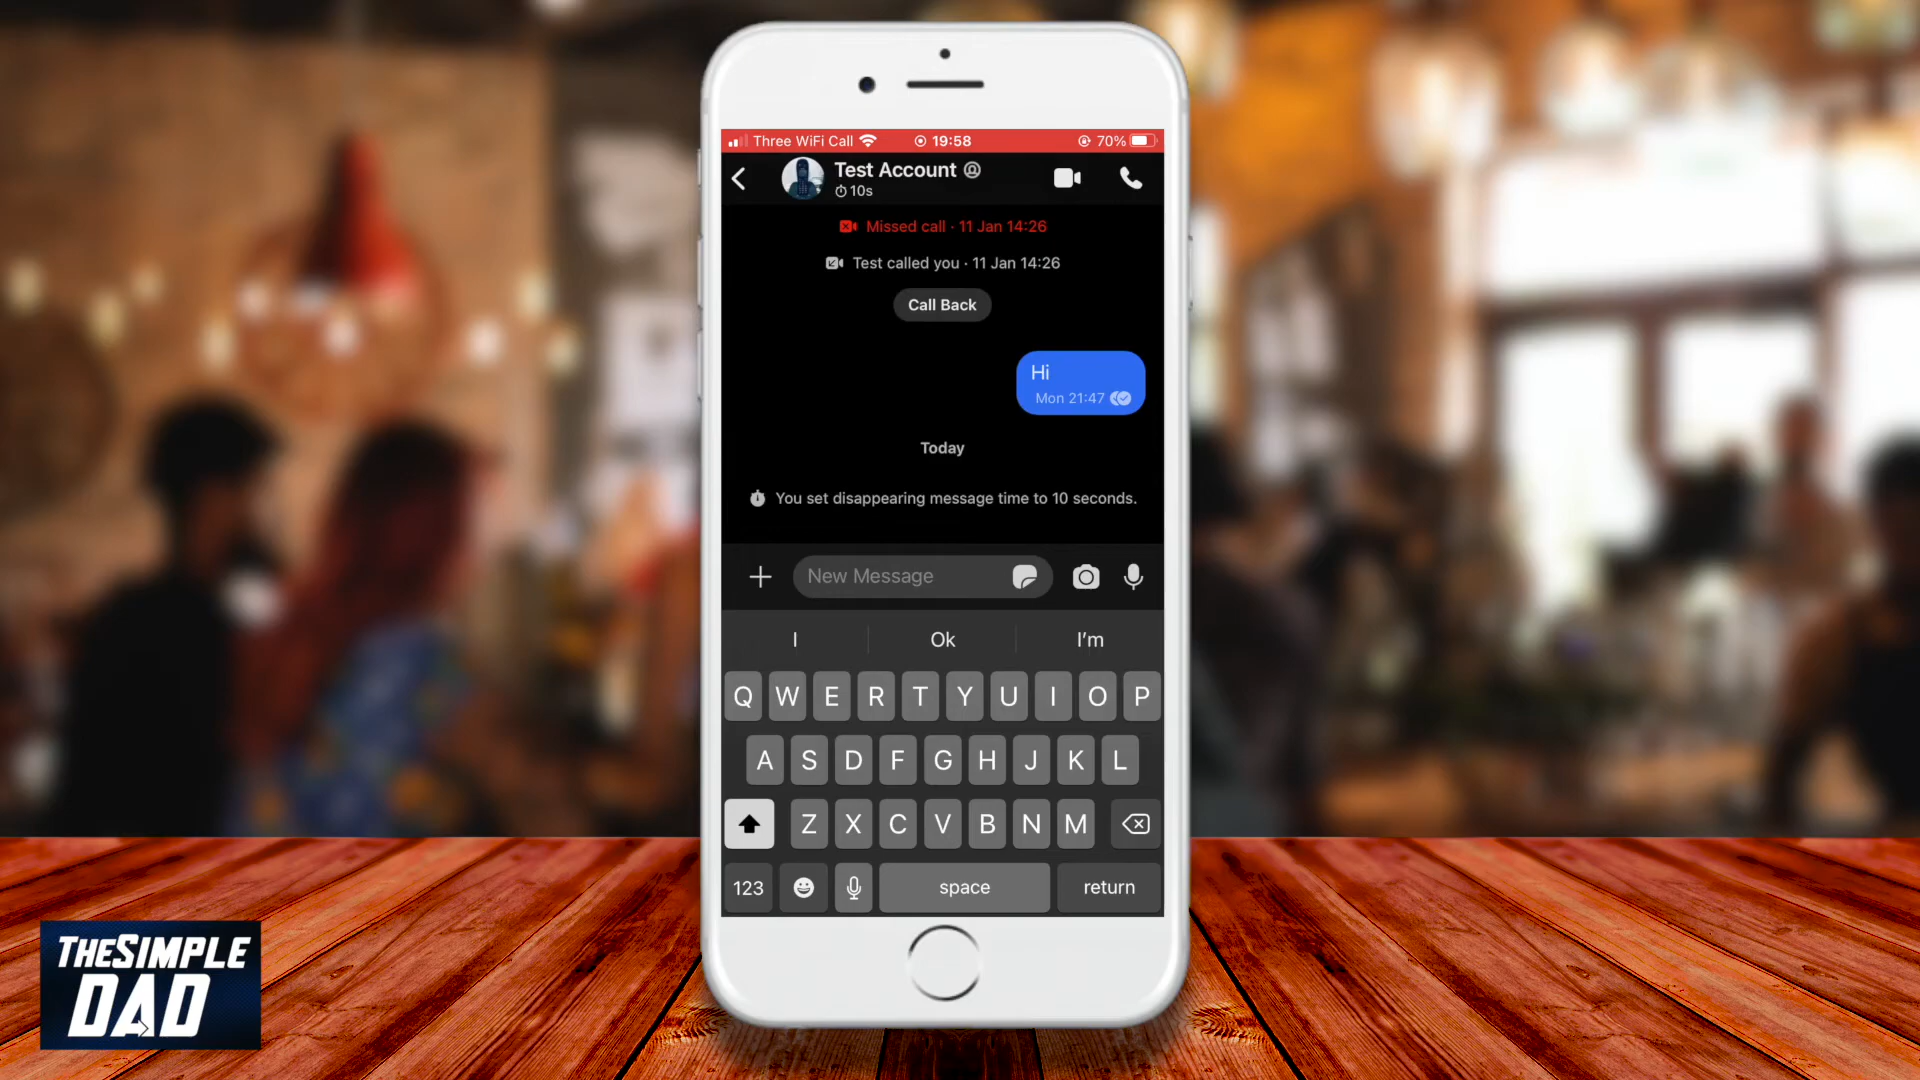 Three WiFi Call 19:58 70%
Test Account
10s
Missed call · 11 Jan 14:26
Test called you · 11 Jan 14:26
Call Back
Hi
Mon 21:47
Today
You set disappearing message time to 10 seconds.
New Message
I Ok I'm
Q W E R T Y U I O P
A S D F G H J K L
Z X C V B N M
123 space return
THESIMPLE
DAD